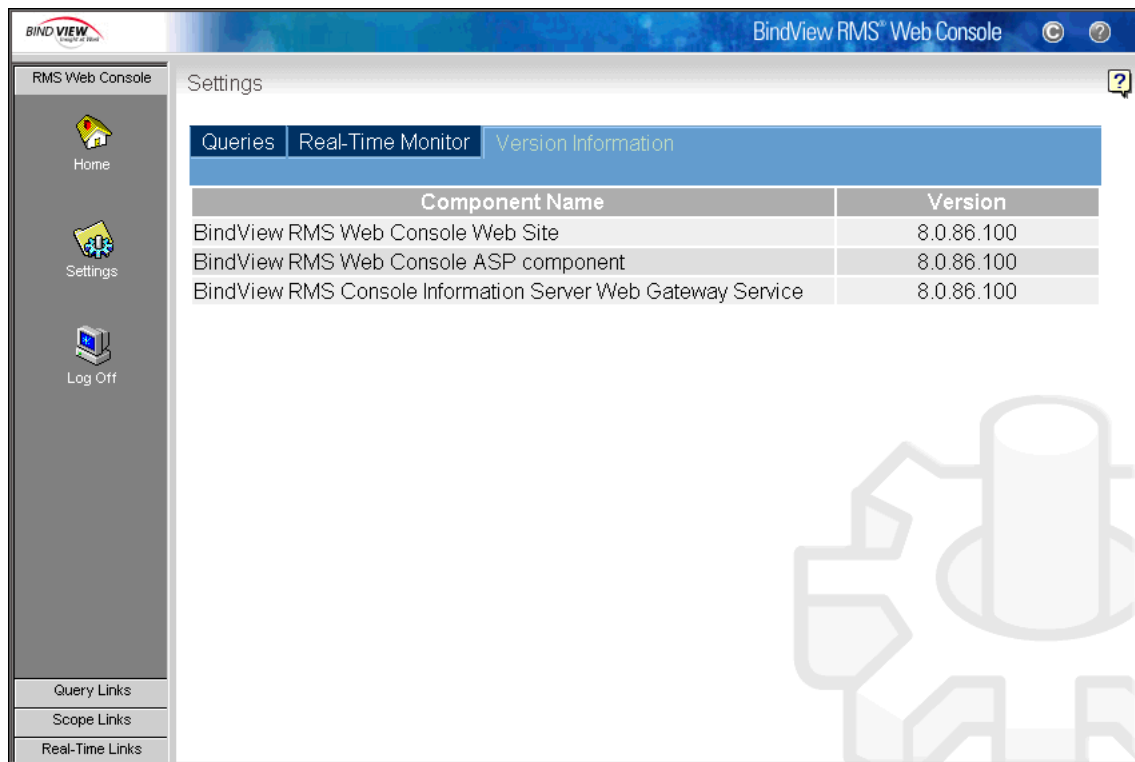 BIND VIEW
Insight at Work
BindView RMS® Web Console
©
?
RMS Web Console
Settings
?
Home
Settings
Log Off
Queries
Real-Time Monitor
Version Information
Component Name Version
BindView RMS Web Console Web Site 8.0.86.100
BindView RMS Web Console ASP component 8.0.86.100
BindView RMS Console Information Server Web Gateway Service 8.0.86.100
Query Links
Scope Links
Real-Time Links